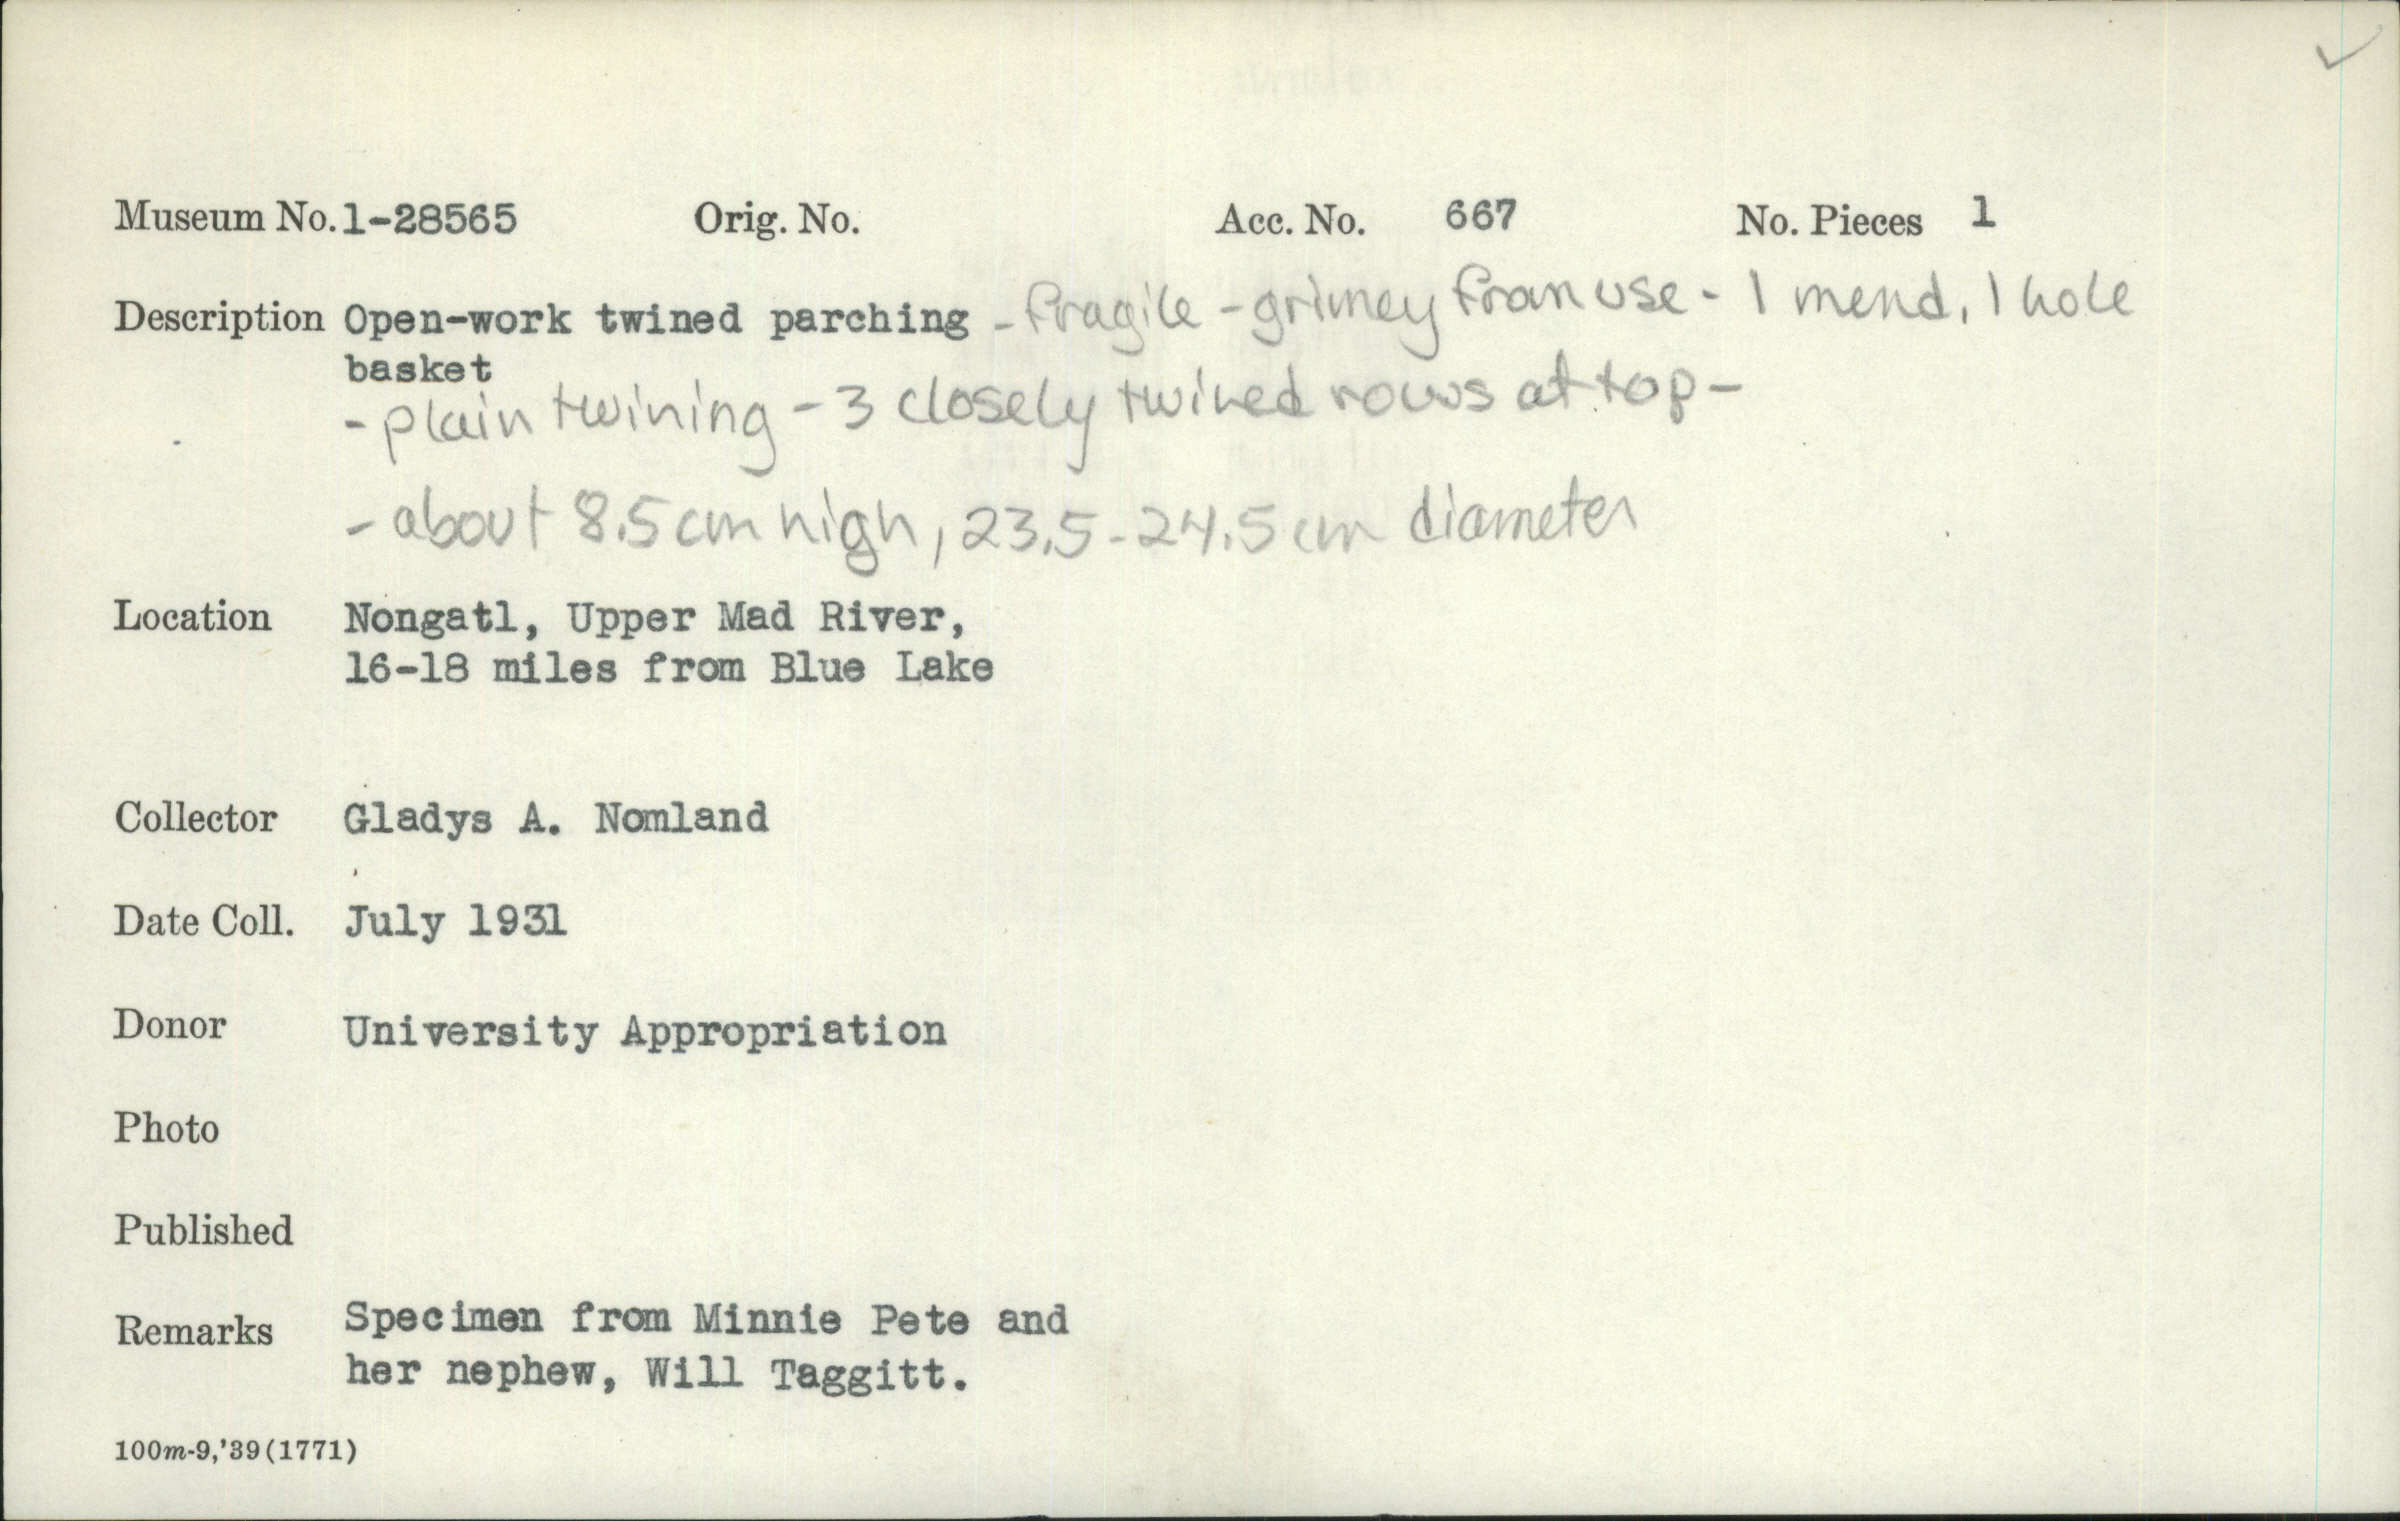 Museum No. 1-28565 Orig. No. Acc. No. 667 No. Pieces 1
Description Open-work twined parching - fragile - grimey from use - 1 mend, 1 hole
basket
- plain twining - 3 closely twined rows at top -
- about 8.5 cm high, 23.5-24.5 cm diameter
Location Nongatl, Upper Mad River,
16-18 miles from Blue Lake
Collector Gladys A. Nomland
Date Coll. July 1931
Donor University Appropriation
Photo
Published
Remarks Specimen from Minnie Pete and
her nephew, Will Taggitt.
100m-9,'39(1771)